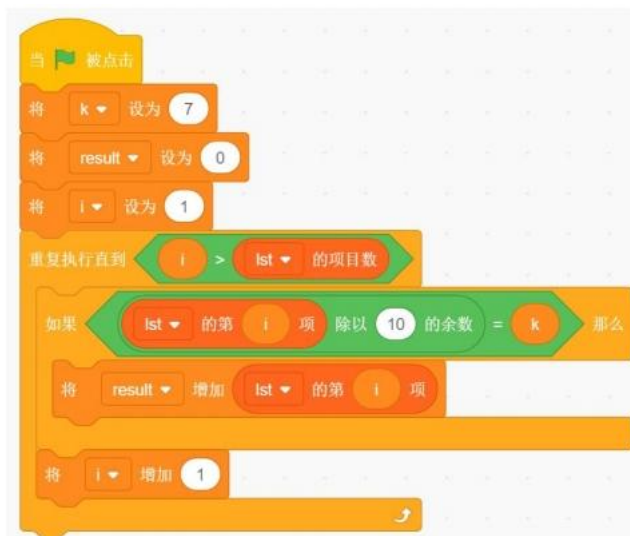 当 被点击
将 k 设为 7
将 result 设为 0
将 i 设为 1
重复执行直到 i > lst 的项目数
如果 lst 的第 i 项 除以 10 的余数 = k 那么
将 result 增加 lst 的第 i 项
将 i 增加 1